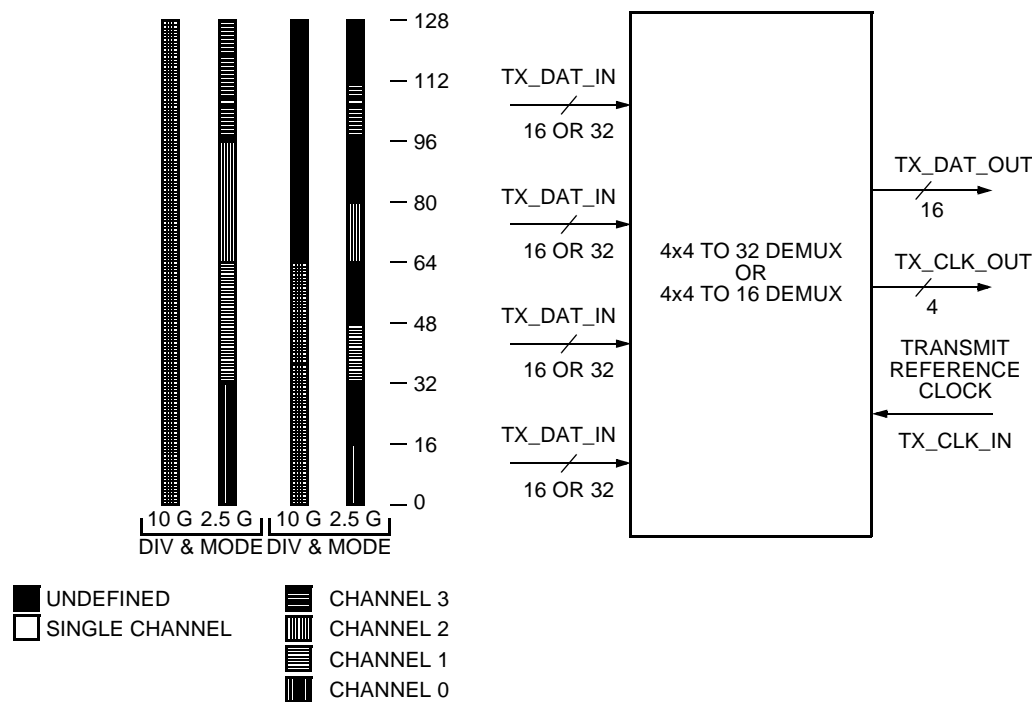 128
112
96
80
64
48
32
16
0
10 G 2.5 G 10 G 2.5 G
DIV & MODE DIV & MODE
UNDEFINED
SINGLE CHANNEL
CHANNEL 3
CHANNEL 2
CHANNEL 1
CHANNEL 0
TX_DAT_IN
16 OR 32
TX_DAT_IN
16 OR 32
TX_DAT_IN
16 OR 32
TX_DAT_IN
16 OR 32
4x4 TO 32 DEMUX
OR
4x4 TO 16 DEMUX
TX_DAT_OUT
16
TX_CLK_OUT
4
TRANSMIT
REFERENCE
CLOCK
TX_CLK_IN